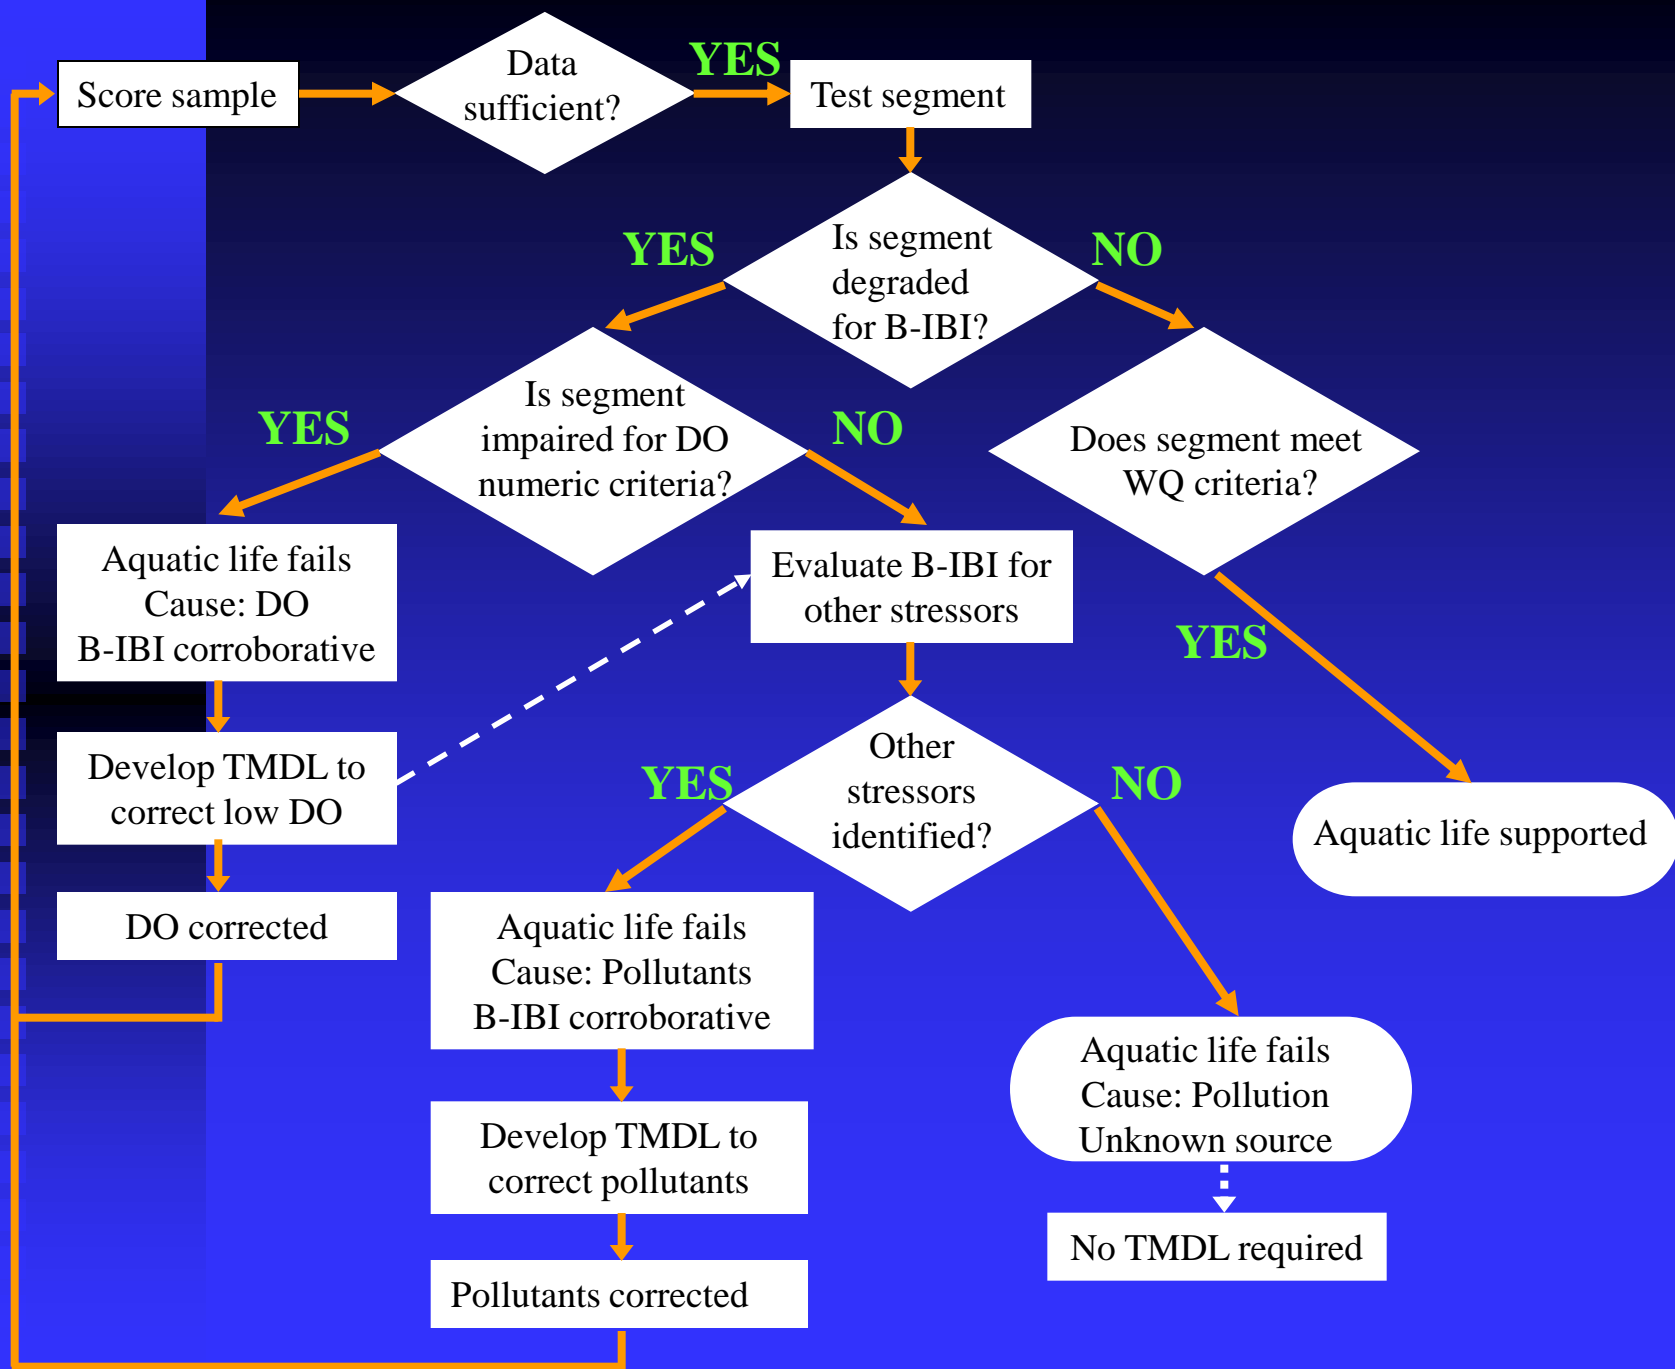 Score sample
Data
sufficient?
YES
Test segment
Is segment
degraded
for B-IBI?
YES
NO
Is segment
impaired for DO
numeric criteria?
YES
NO
Does segment meet
WQ criteria?
Aquatic life fails
Cause: DO
B-IBI corroborative
Evaluate B-IBI for
other stressors
YES
Develop TMDL to
correct low DO
Other
stressors
identified?
YES
NO
Aquatic life supported
DO corrected
Aquatic life fails
Cause: Pollutants
B-IBI corroborative
Aquatic life fails
Cause: Pollution
Unknown source
Develop TMDL to
correct pollutants
No TMDL required
Pollutants corrected